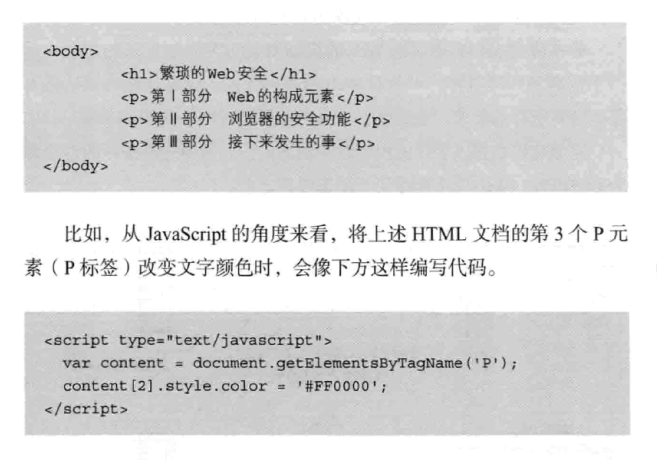 <body>
<h1>繁琐的Web安全</h1>
<p>第Ⅰ部分 Web的构成元素</p>
<p>第Ⅱ部分 浏览器的安全功能</p>
<p>第Ⅲ部分 接下来发生的事</p>
</body>
比如，从 JavaScript 的角度来看，将上述 HTML 文档的第 3 个 P 元
素（P 标签）改变文字颜色时，会像下方这样编写代码。
<script type="text/javascript">
var content = document.getElementsByTagName('P');
content[2].style.color = '#FF0000';
</script>